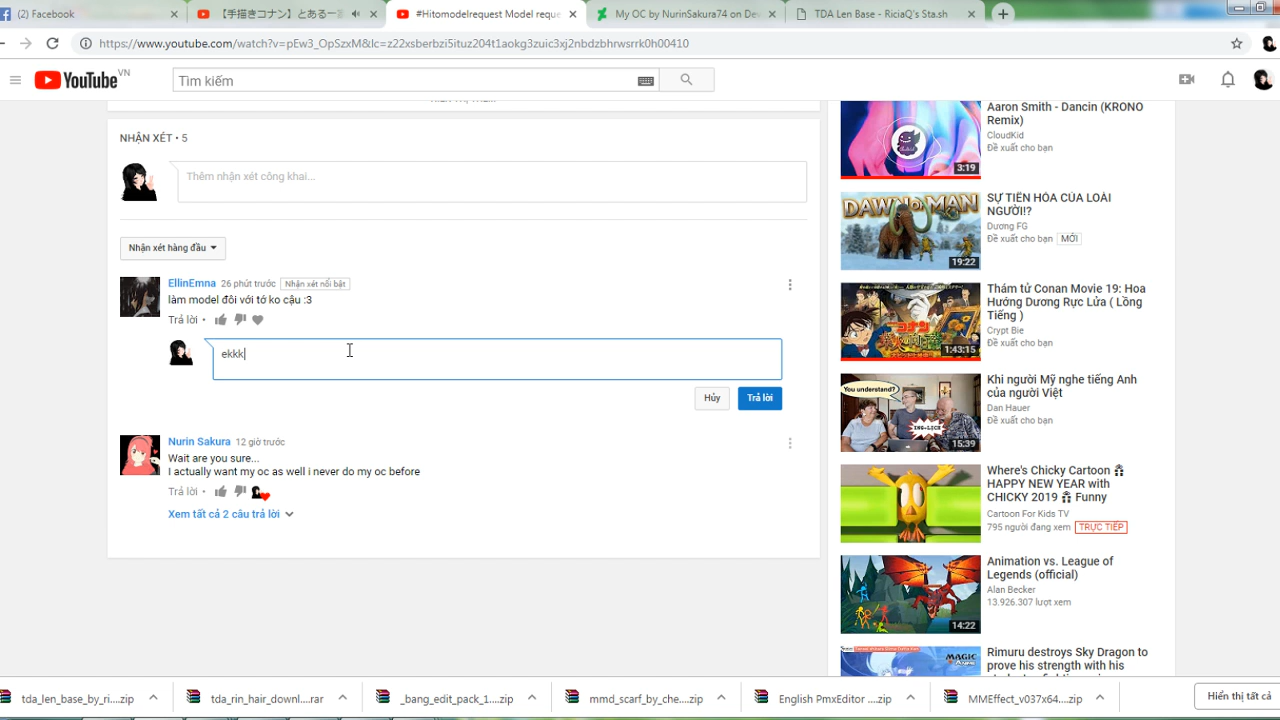 (2) Facebook
【手描きコナン】とある一
#Hitomodelrequest Model reque
My OC by NurinSakura74 on De
TDA Len Base - RiciaQ's Sta.sh
YouTube VN
Tìm kiếm
NHẬN XÉT • 5
Thêm nhận xét công khai...
Nhận xét hàng đầu
EllinEmna 26 phút trước Nhận xét nổi bật
làm model đôi với tớ ko cậu :3
Trả lời •
ekkk
Hủy Trả lời
Nurin Sakura 12 giờ trước
Wait are you sure...
I actually want my oc as well i never do my oc before
Trả lời •
Xem tất cả 2 câu trả lời
Aaron Smith - Dancin (KRONO
Remix)
CloudKid
Đề xuất cho bạn
3:19
DAWN OF MAN
19:22
SỰ TIẾN HÓA CỦA LOÀI
NGƯỜI!?
Dương FG
Đề xuất cho bạn MỚI
1:43:15
Thám tử Conan Movie 19: Hoa
Hướng Dương Rực Lửa ( Lồng
Tiếng )
Crypt Bie
Đề xuất cho bạn
You understand?
ING-LỊCH
15:39
Khi người Mỹ nghe tiếng Anh
của người Việt
Dan Hauer
Đề xuất cho bạn
Where's Chicky Cartoon
HAPPY NEW YEAR with
CHICKY 2019 Funny
Cartoon For Kids TV
795 người đang xem TRỰC TIẾP
Animation vs. League of
Legends (official)
Alan Becker
13.926.307 lượt xem
14:22
Rimuru destroys Sky Dragon to
prove his strength with his
MAGIC
tda_len_base_by_ri....zip
tda_rin_hair_downl....rar
_bang_edit_pack_1....zip
mmd_scarf_by_che....zip
English PmxEditor ....zip
MMEffect_v037x64....zip
Hiển thị tất cả